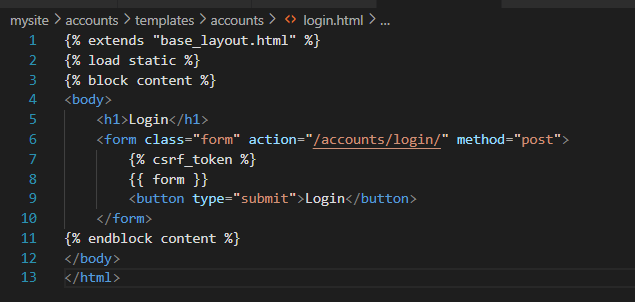 mysite > accounts > templates > accounts > <> login.html > ...
1 {% extends "base_layout.html" %}
2 {% load static %}
3 {% block content %}
4 <body>
5     <h1>Login</h1>
6     <form class="form" action="/accounts/login/" method="post">
7         {% csrf_token %}
8         {{ form }}
9         <button type="submit">Login</button>
10     </form>
11 {% endblock content %}
12 </body>
13 </html>